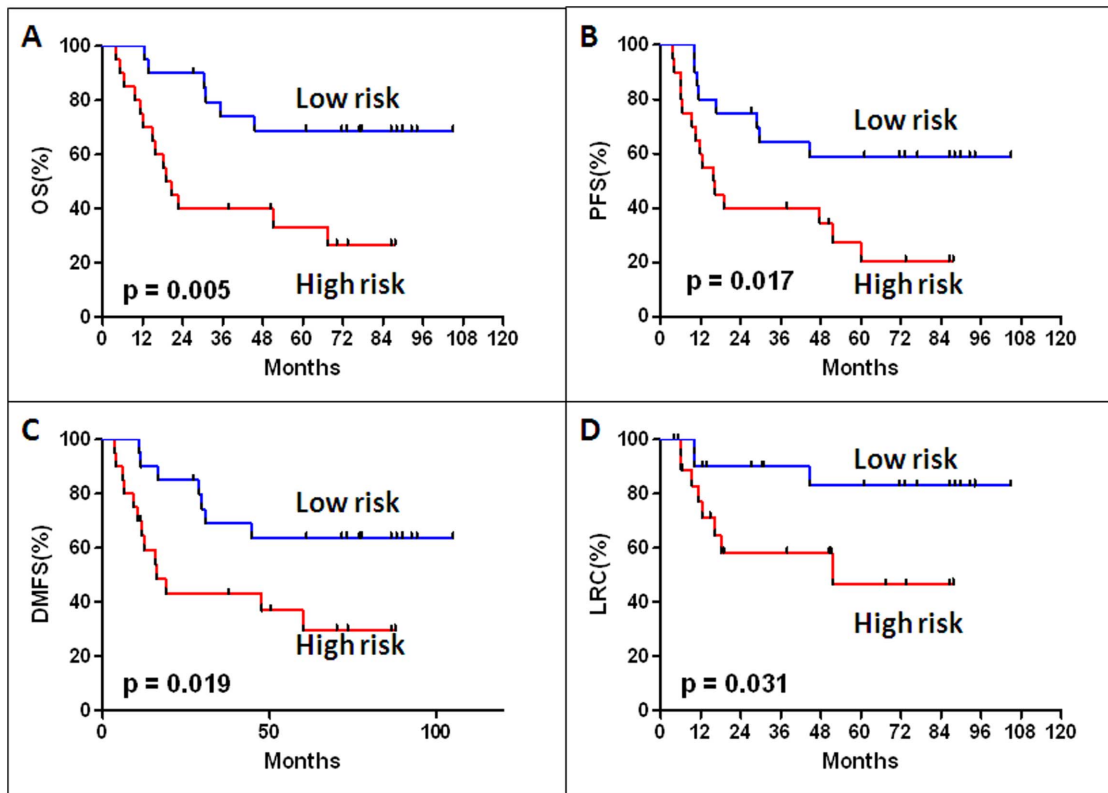 A
100
80
60
40
20
0
OS(%)
Low risk
High risk
p = 0.005
0 12 24 36 48 60 72 84 96 108 120
Months
B
100
80
60
40
20
0
PFS(%)
Low risk
High risk
p = 0.017
0 12 24 36 48 60 72 84 96 108 120
Months
C
100
80
60
40
20
0
DMFS(%)
Low risk
High risk
p = 0.019
0 50 100
Months
D
100
80
60
40
20
0
LRC(%)
Low risk
High risk
p = 0.031
0 12 24 36 48 60 72 84 96 108 120
Months